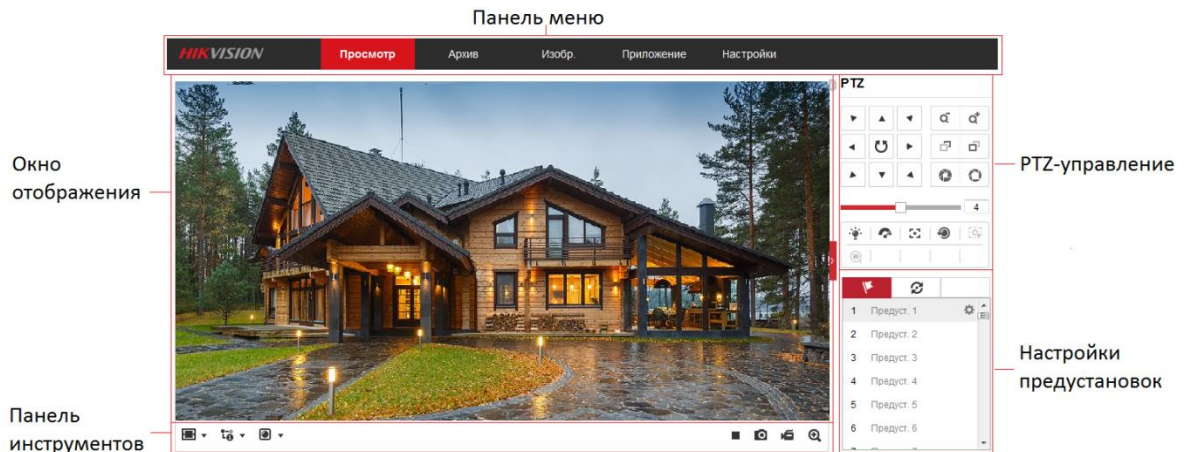 Панель меню
HIKVISION
Просмотр
Архив
Изобр.
Приложение
Настройки
PTZ
Окно
отображения
PTZ-управление
4
1 Предуст. 1
2 Предуст. 2
3 Предуст. 3
4 Предуст. 4
5 Предуст. 5
6 Предуст. 6
Настройки
предустановок
Панель
инструментов